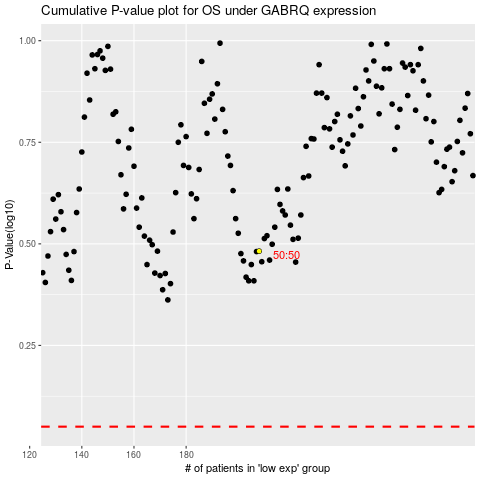 Cumulative P-value plot for OS under GABRQ expression
1.00
0.75
0.50
0.25
P-Value(log10)
50:50
120 140 160 180
# of patients in 'low exp' group